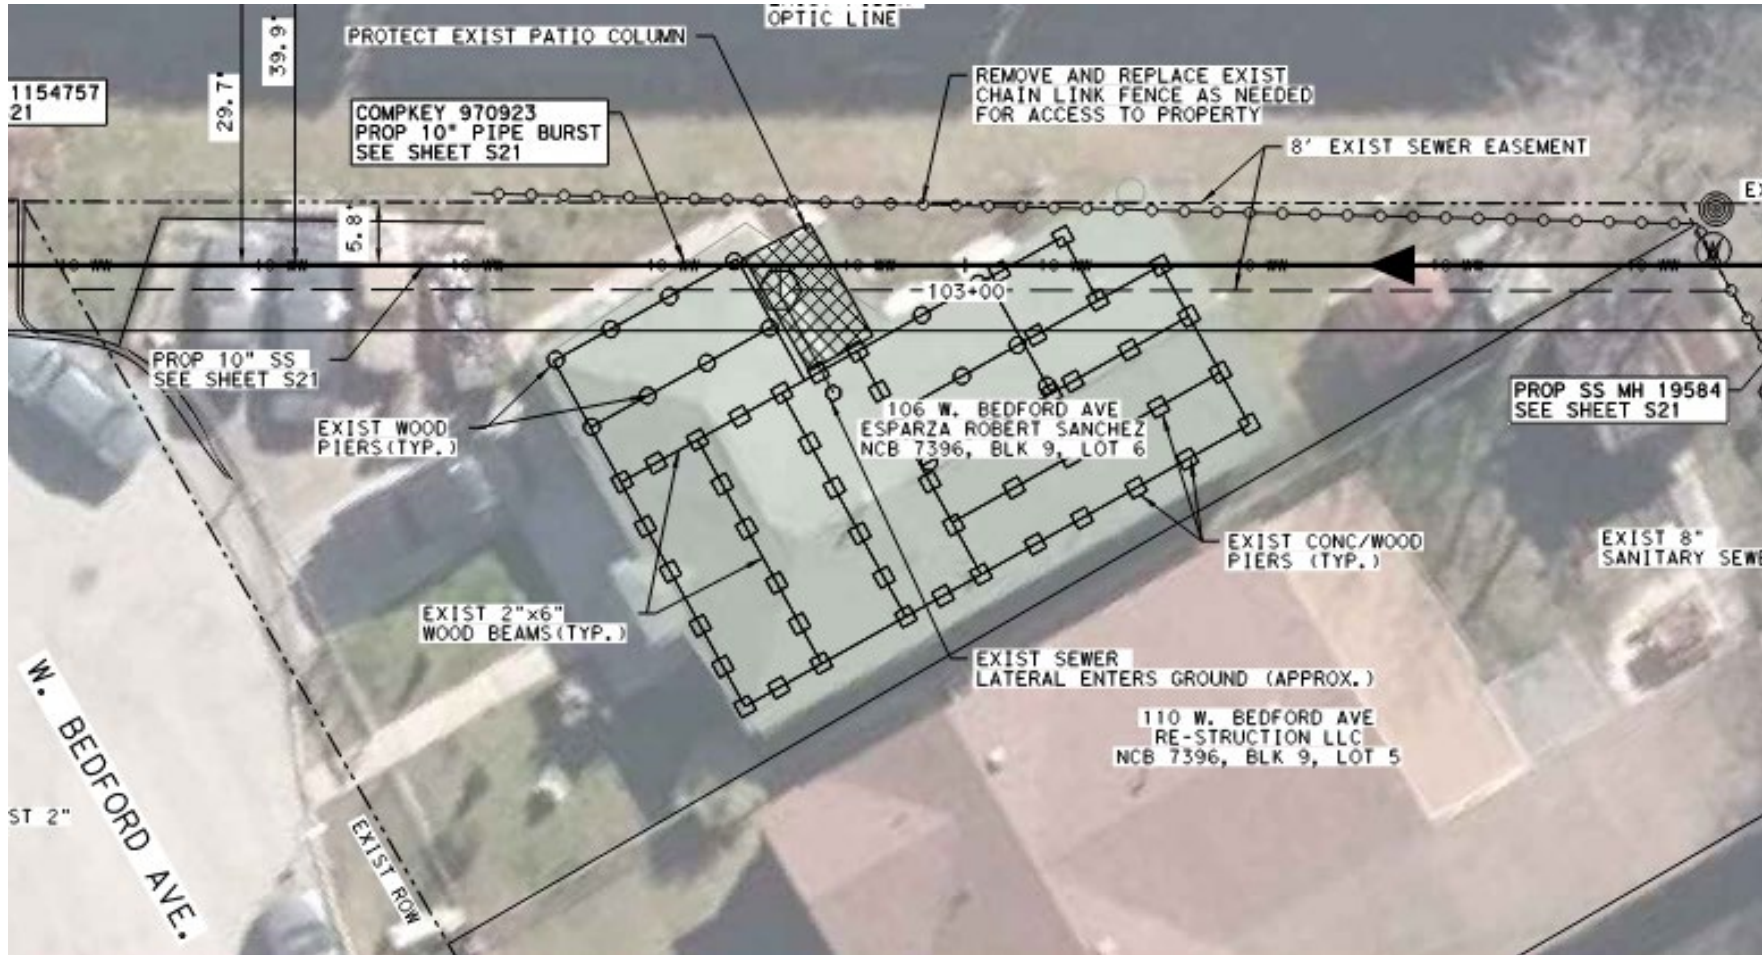 OPTIC LINE
PROTECT EXIST PATIO COLUMN
39.9'
29.7'
1154757
21
COMPKEY 970923
PROP 10" PIPE BURST
SEE SHEET S21
REMOVE AND REPLACE EXIST
CHAIN LINK FENCE AS NEEDED
FOR ACCESS TO PROPERTY
8' EXIST SEWER EASEMENT
5.8'
103+00
W
PROP 10" SS
SEE SHEET S21
EXIST WOOD
PIERS(TYP.)
106 W. BEDFORD AVE
ESPARZA ROBERT SANCHEZ
NCB 7396, BLK 9, LOT 6
PROP SS MH 19584
SEE SHEET S21
EXIST CONC/WOOD
PIERS (TYP.)
EXIST 8"
SANITARY SEWE
EXIST 2"x6"
WOOD BEAMS(TYP.)
EXIST SEWER
LATERAL ENTERS GROUND (APPROX.)
110 W. BEDFORD AVE
RE-STRUCTION LLC
NCB 7396, BLK 9, LOT 5
W. BEDFORD AVE.
ST 2"
EXIST ROW